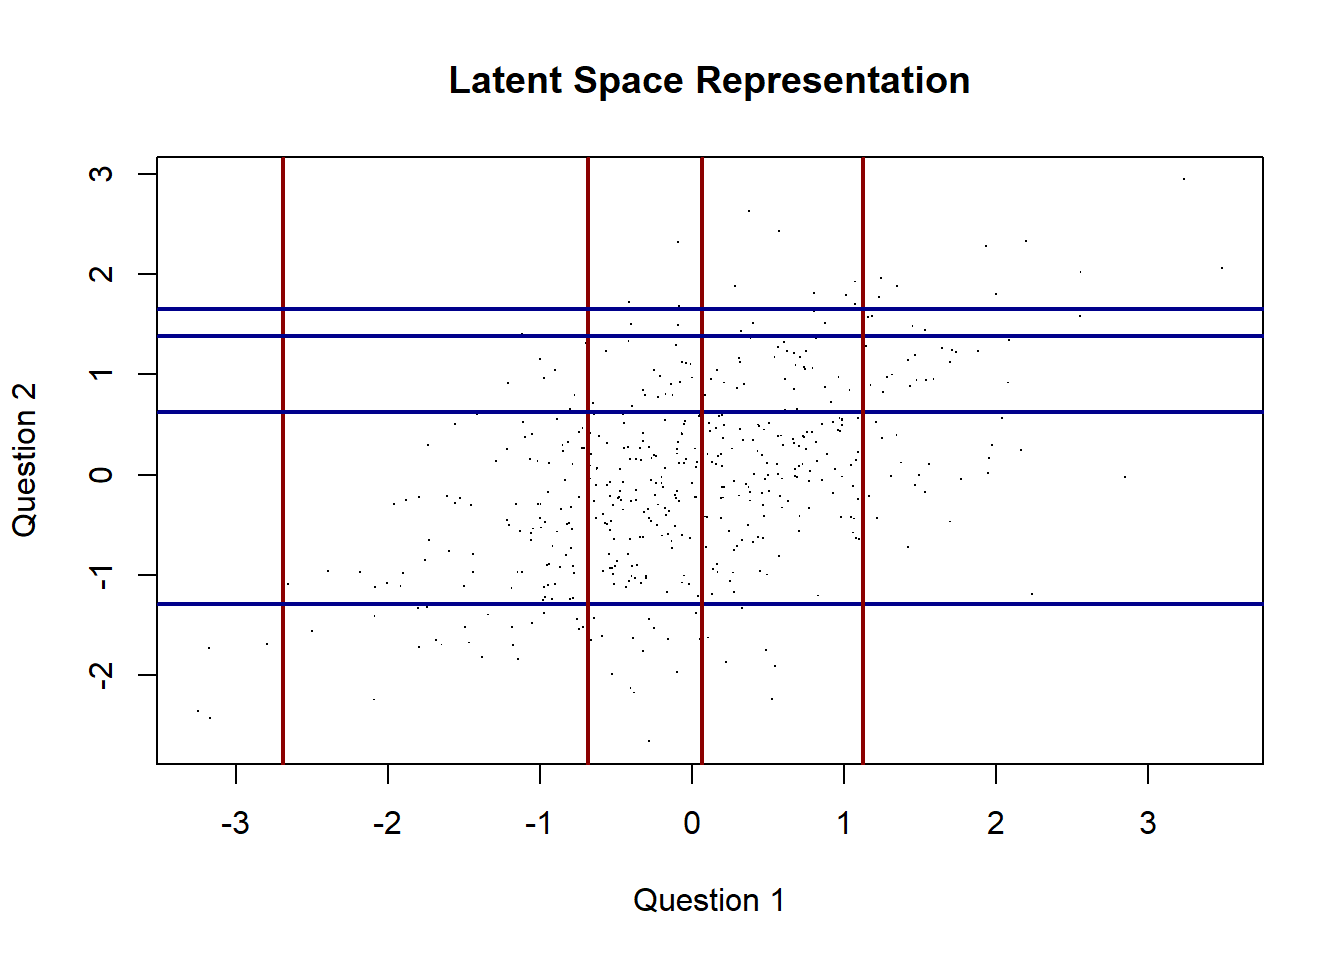 Latent Space Representation
3
2
1
0
-1
-2
Question 2
-3 -2 -1 0 1 2 3
Question 1